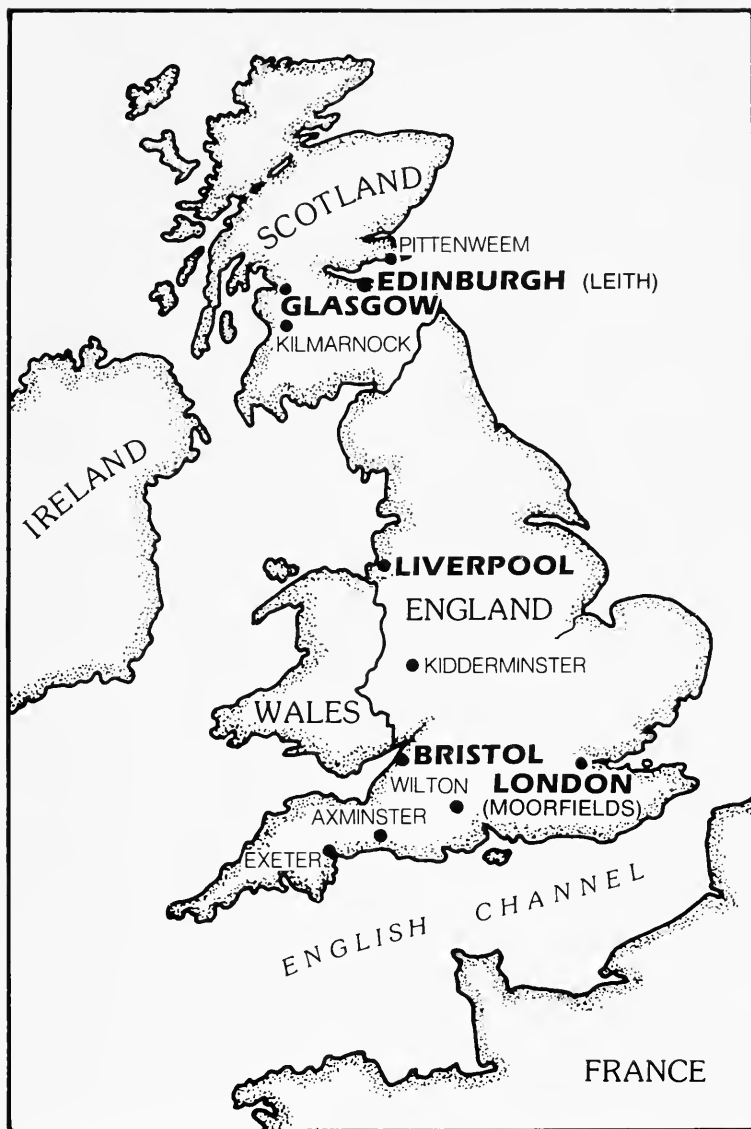 SCOTLAND
PITTENWEEM
EDINBURGH (LEITH)
GLASGOW
KILMARNOCK
IRELAND
LIVERPOOL
ENGLAND
KIDDERMINSTER
WALES
BRISTOL
WILTON
LONDON
(MOORFIELDS)
AXMINSTER
EXETER
ENGLISH CHANNEL
FRANCE